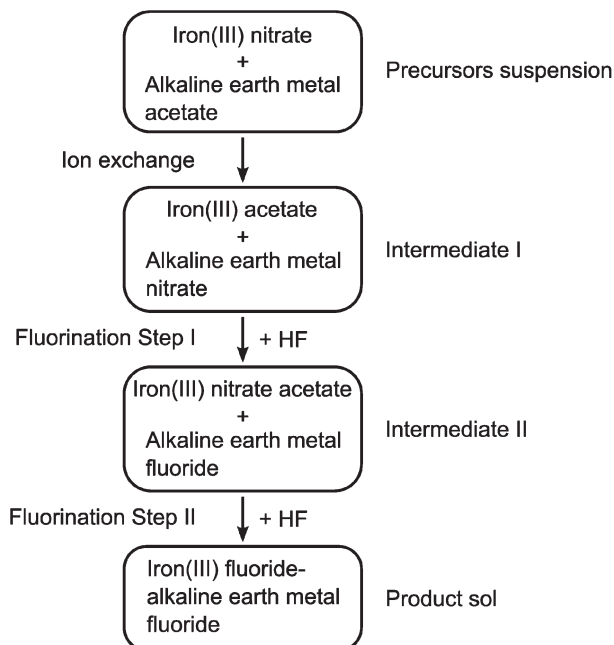 Iron(III) nitrate
+
Alkaline earth metal
acetate
Precursors suspension
Ion exchange
Iron(III) acetate
+
Alkaline earth metal
nitrate
Intermediate I
Fluorination Step I
+ HF
Iron(III) nitrate acetate
+
Alkaline earth metal
fluoride
Intermediate II
Fluorination Step II
+ HF
Iron(III) fluoride-
alkaline earth metal
fluoride
Product sol